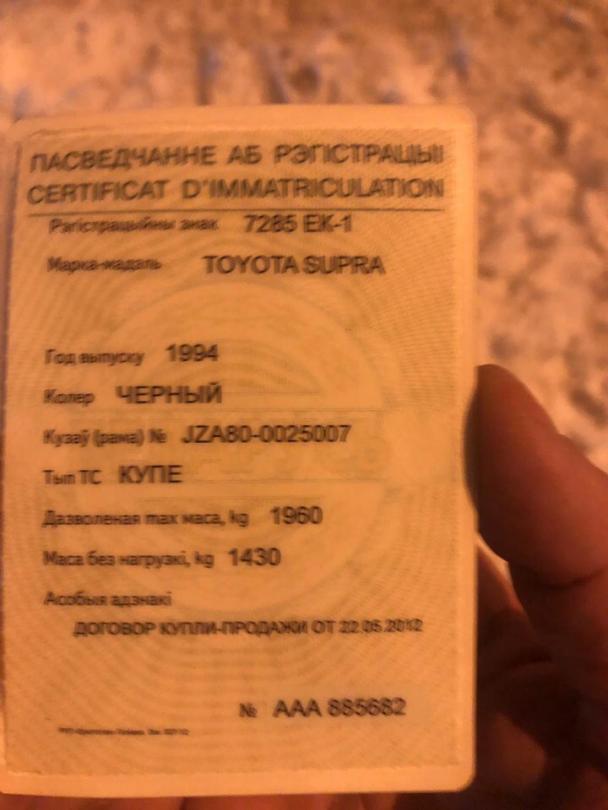 ПАСВЕДЧАННЕ АБ РЭГІСТРАЦЫІ
CERTIFICAT D'IMMATRICULATION
Рэгістрацыйны знак 7285 EK-1
Марка-мадэль TOYOTA SUPRA
Год выпуску 1994
Колер ЧЕРНЫЙ
Кузаў (рама) № JZA80-0025007
Тып ТС КУПЕ
Дазволеная max маса, kg 1960
Маса без нагрузкі, kg 1430
Асобыя адзнакі
ДОГОВОР КУПЛИ-ПРОДАЖИ ОТ 22.05.2012
№ AAA 885682